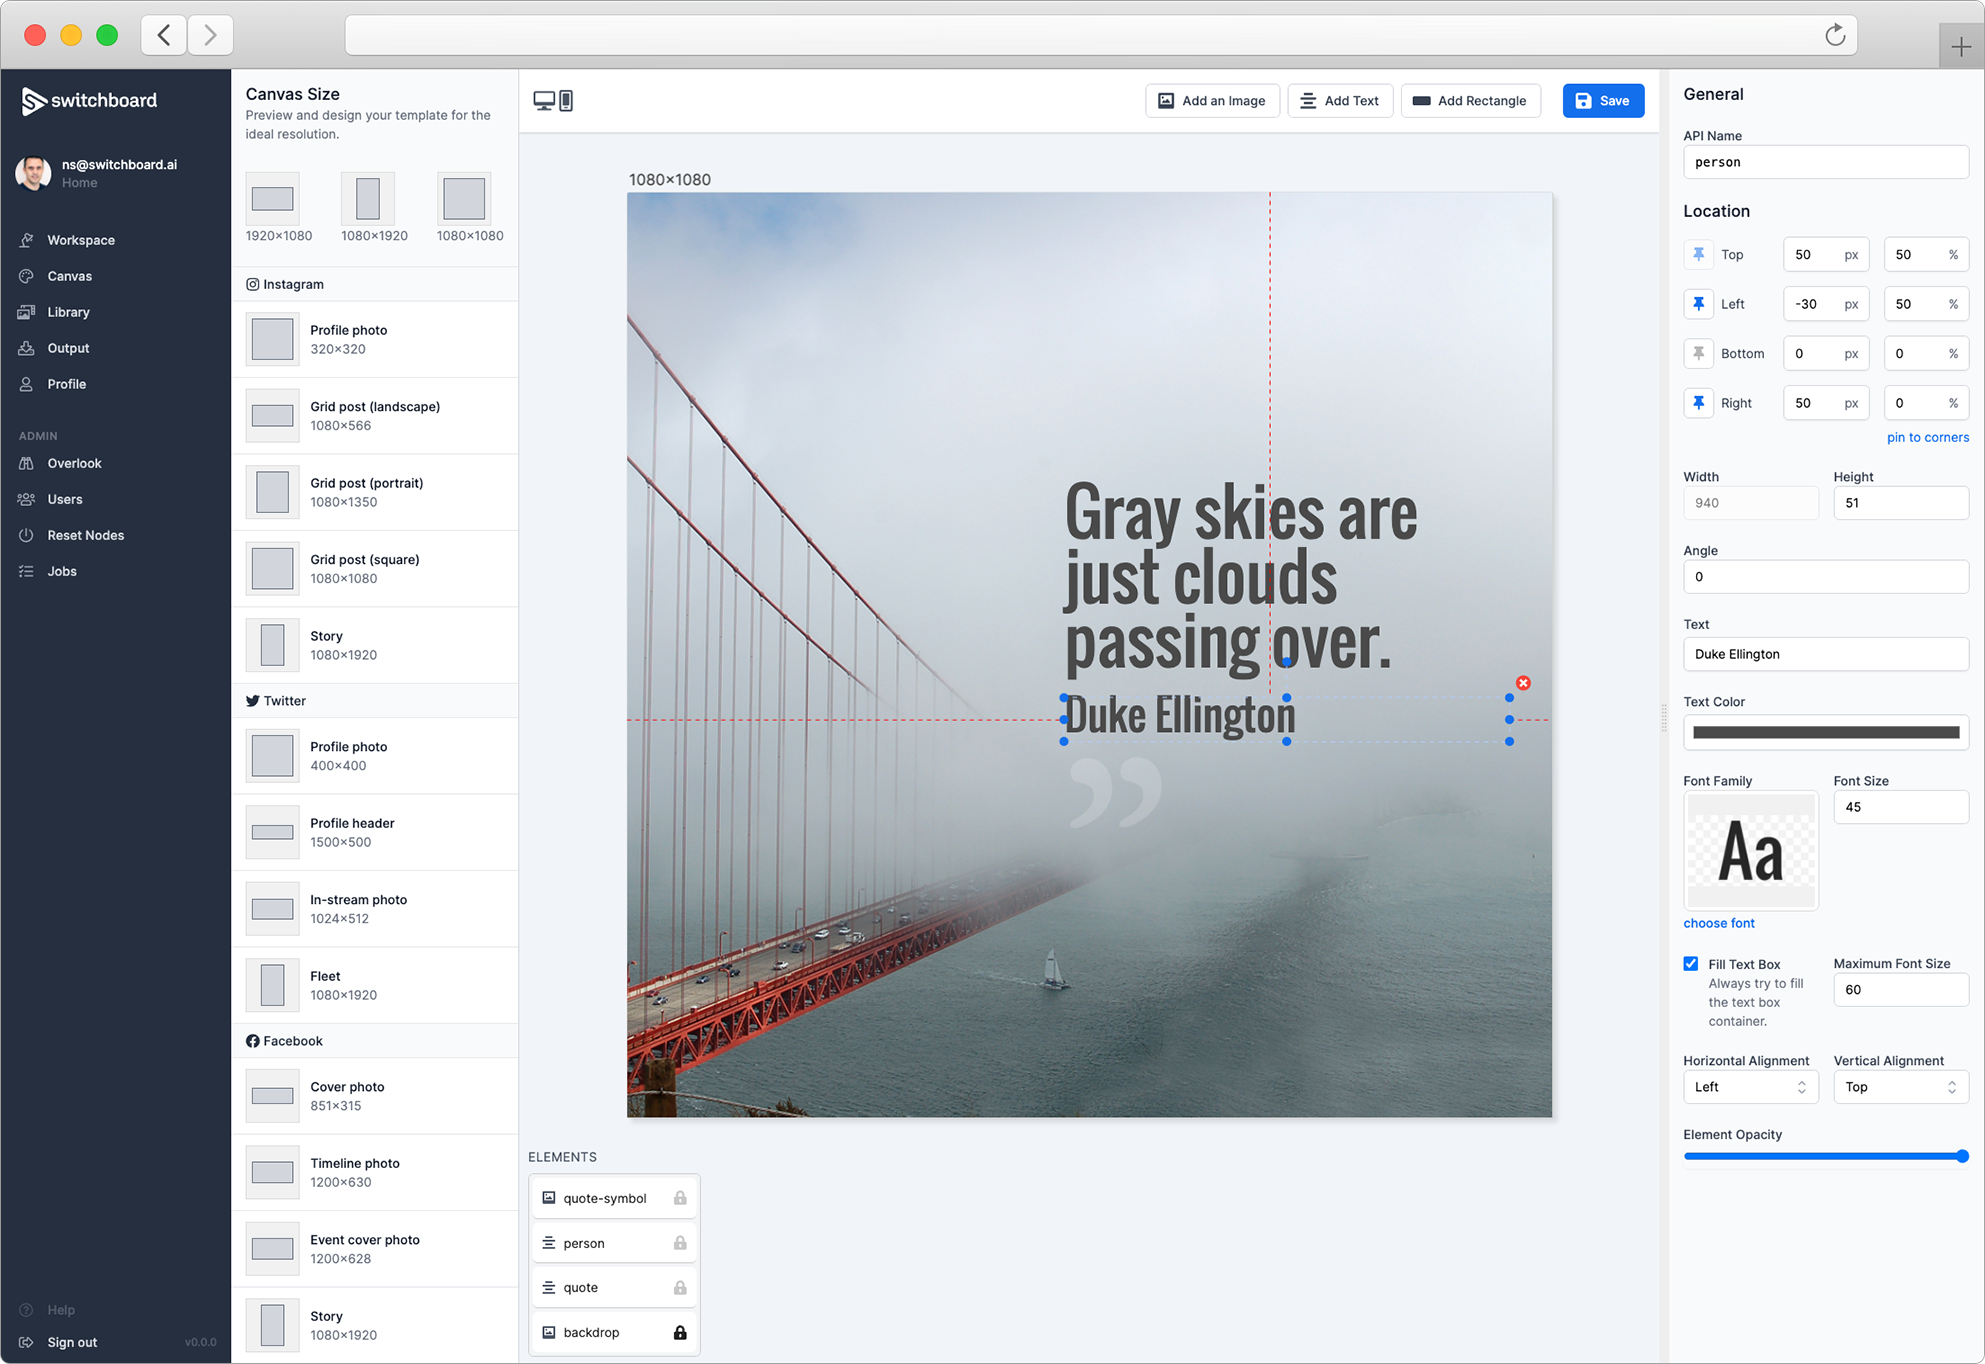 switchboard
ns@switchboard.ai
Home
Workspace
Canvas
Library
Output
Profile
ADMIN
Overlook
Users
Reset Nodes
Jobs
Help
Sign out
v0.0.0
Canvas Size
Preview and design your template for the
ideal resolution.
1920×1080
1080×1920
1080×1080
Instagram
Profile photo
320×320
Grid post (landscape)
1080×566
Grid post (portrait)
1080×1350
Grid post (square)
1080×1080
Story
1080×1920
Twitter
Profile photo
400×400
Profile header
1500×500
In-stream photo
1024×512
Fleet
1080×1920
Facebook
Cover photo
851×315
Timeline photo
1200×630
Event cover photo
1200×628
Story
1080×1920
Add an Image
Add Text
Add Rectangle
Save
1080×1080
Gray skies are
just clouds
passing over.
Duke Ellington
”
ELEMENTS
quote-symbol
person
quote
backdrop
General
API Name
person
Location
Top 50 px 50 %
Left -30 px 50 %
Bottom 0 px 0 %
Right 50 px 0 %
pin to corners
Width Height
940 51
Angle
0
Text
Duke Ellington
Text Color
Font Family Font Size
45
Aa
choose font
Fill Text Box
Always try to fill
the text box
container.
Maximum Font Size
60
Horizontal Alignment Vertical Alignment
Left Top
Element Opacity